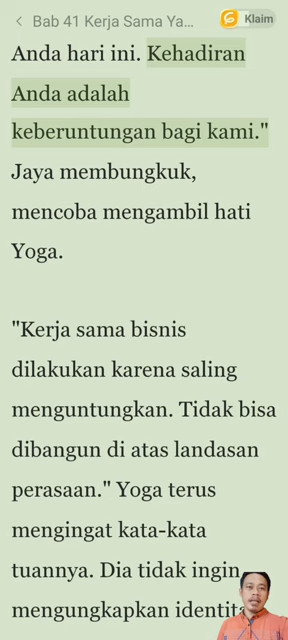 Bab 41 Kerja Sama Ya...
Klaim
Anda hari ini. Kehadiran
Anda adalah
keberuntungan bagi kami."
Jaya membungkuk,
mencoba mengambil hati
Yoga.
"Kerja sama bisnis
dilakukan karena saling
menguntungkan. Tidak bisa
dibangun di atas landasan
perasaan." Yoga terus
mengingat kata-kata
tuannya. Dia tidak ingin
mengungkapkan